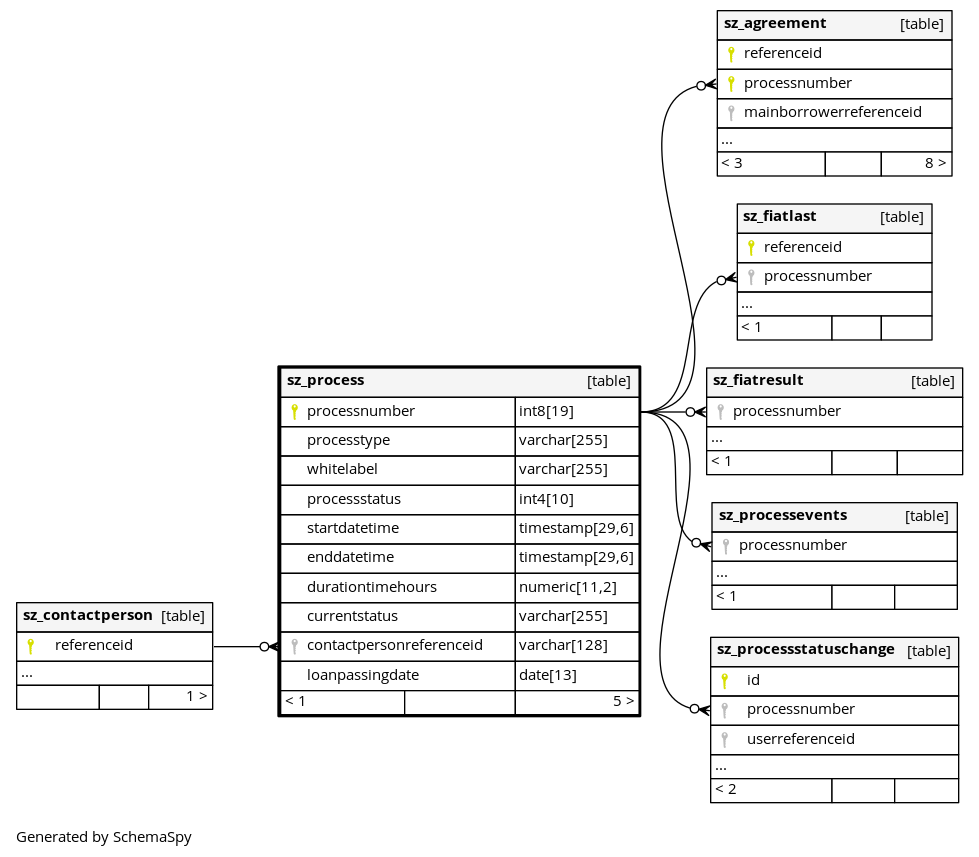 sz_agreement [table]
referenceid
processnumber
mainborrowerreferenceid
...
< 3 8 >
sz_fiatlast [table]
referenceid
processnumber
...
< 1
sz_process [table]
processnumber int8[19]
processtype varchar[255]
whitelabel varchar[255]
processstatus int4[10]
startdatetime timestamp[29,6]
enddatetime timestamp[29,6]
durationtimehours numeric[11,2]
currentstatus varchar[255]
contactpersonreferenceid varchar[128]
loanpassingdate date[13]
< 1 5 >
sz_fiatresult [table]
processnumber
...
< 1
sz_processevents [table]
processnumber
...
< 1
sz_contactperson [table]
referenceid
...
1 >
sz_processstatuschange [table]
id
processnumber
userreferenceid
...
< 2
Generated by SchemaSpy